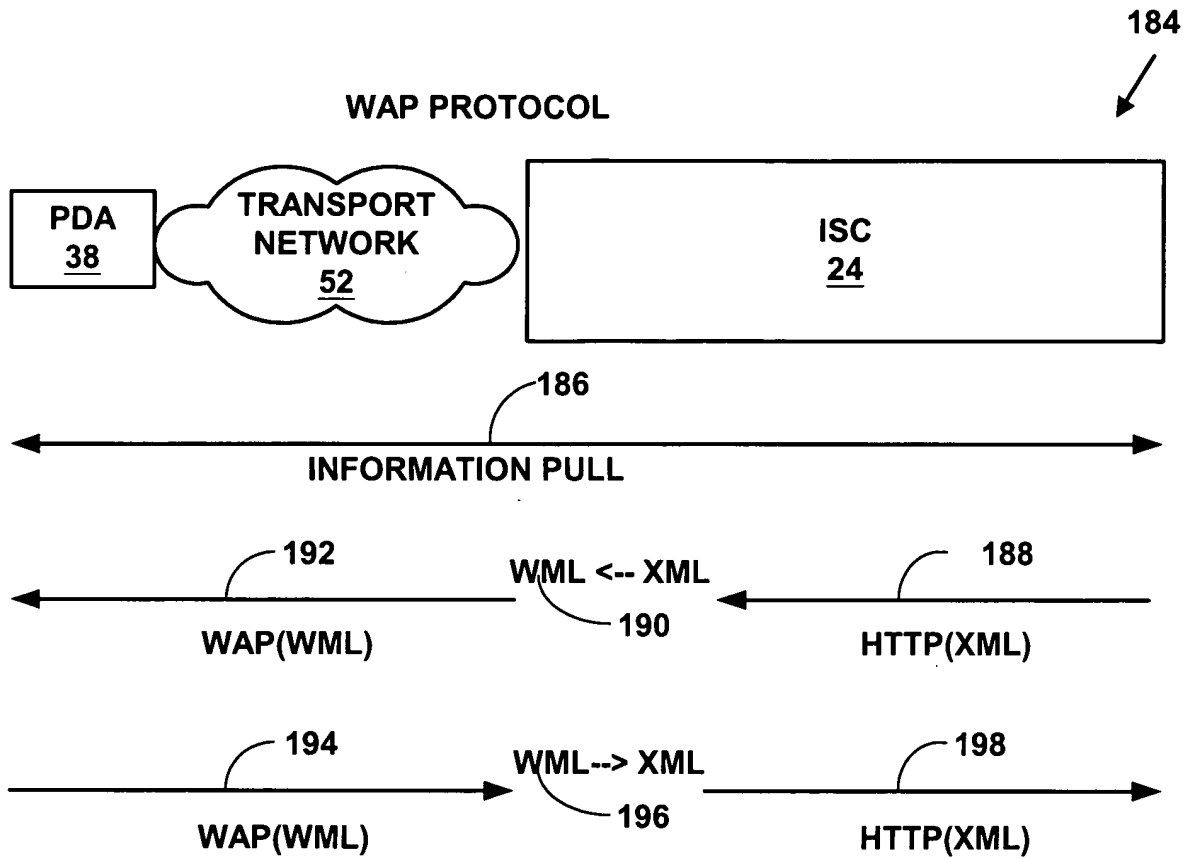 184
WAP PROTOCOL
PDA
38
TRANSPORT
NETWORK
52
ISC
24
186
INFORMATION PULL
192
WML <-- XML
188
190
WAP(WML)
HTTP(XML)
194
WML--> XML
198
196
WAP(WML)
HTTP(XML)